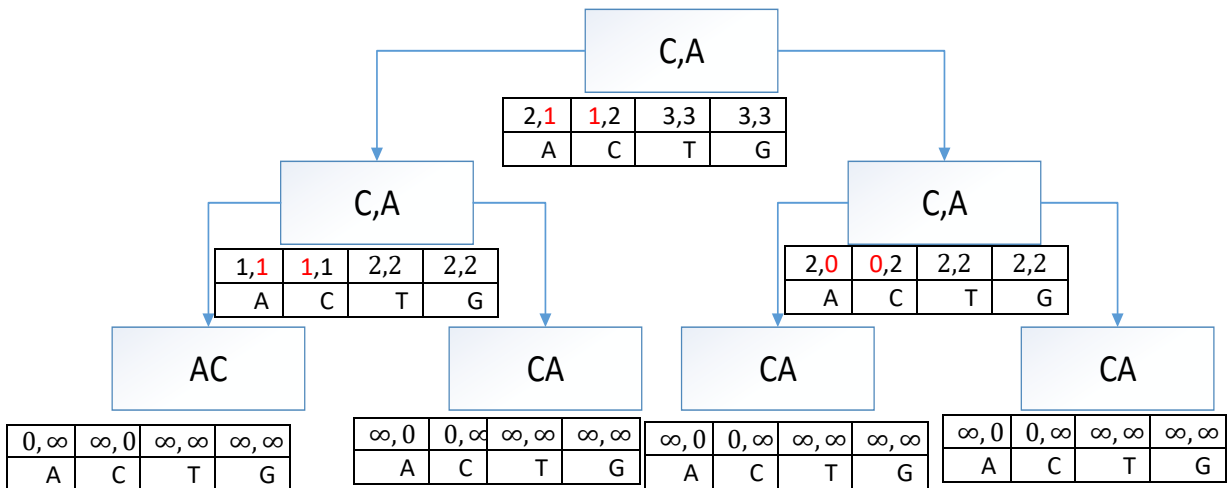 C,A
2,1 1,2 3,3 3,3
A C T G
C,A
1,1 1,1 2,2 2,2
A C T G
C,A
2,0 0,2 2,2 2,2
A C T G
AC
0,∞ ∞,0 ∞,∞ ∞,∞
A C T G
CA
∞,0 0,∞ ∞,∞ ∞,∞
A C T G
CA
∞,0 0,∞ ∞,∞ ∞,∞
A C T G
CA
∞,0 0,∞ ∞,∞ ∞,∞
A C T G